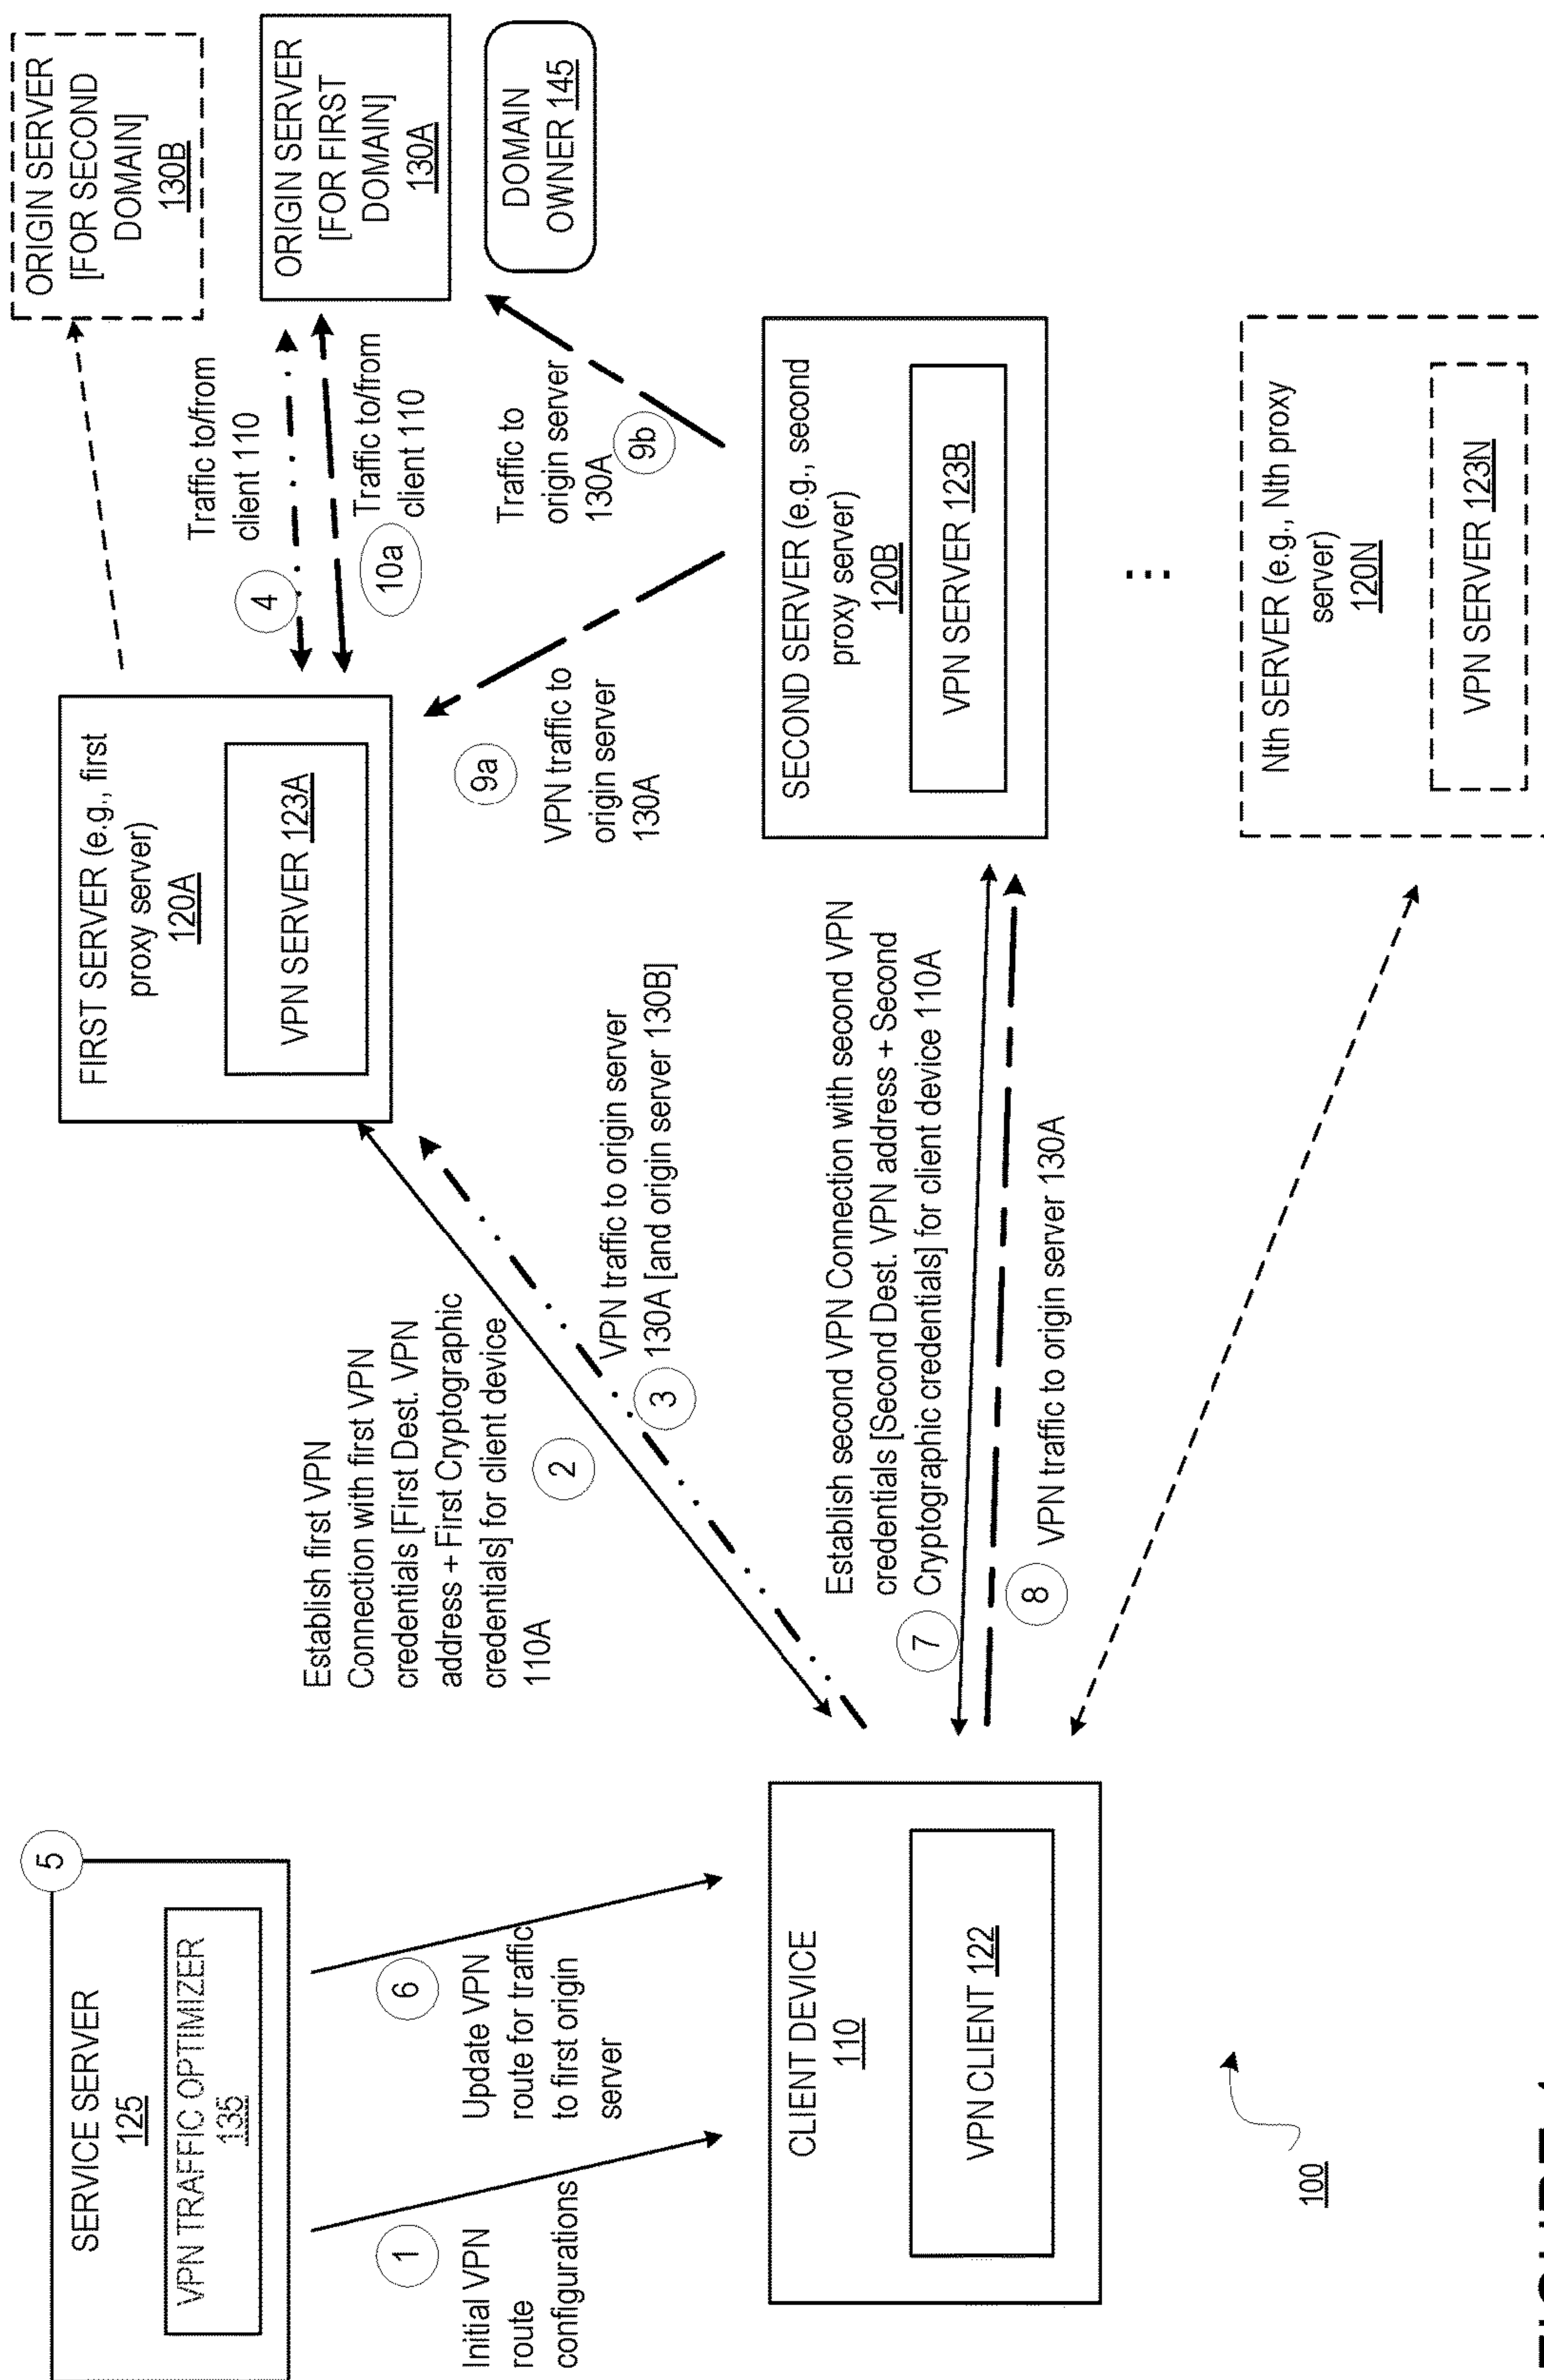 SERVICE SERVER
125
VPN TRAFFIC OPTIMIZER
135
5
1
Initial VPN
route
configurations
6
Update VPN
route for traffic
to first origin
server
CLIENT DEVICE
110
VPN CLIENT 122
100
Establish first VPN
Connection with first VPN
credentials [First Dest. VPN
address + First Cryptographic
credentials] for client device
110A
2
3
VPN traffic to origin server
130A [and origin server 130B]
Establish second VPN Connection with second VPN
credentials [Second Dest. VPN address + Second
Cryptographic credentials] for client device 110A
7
8
VPN traffic to origin server 130A
FIRST SERVER (e.g., first
proxy server)
120A
VPN SERVER 123A
9a
VPN traffic to
origin server
130A
SECOND SERVER (e.g., second
proxy server)
120B
VPN SERVER 123B
...
Nth SERVER (e.g., Nth proxy
server)
120N
VPN SERVER 123N
Traffic to/from
client 110
4
10a
Traffic to/from
client 110
Traffic to
origin server
130A
9b
ORIGIN SERVER
[FOR SECOND
DOMAIN]
130B
ORIGIN SERVER
[FOR FIRST
DOMAIN]
130A
DOMAIN
OWNER 145